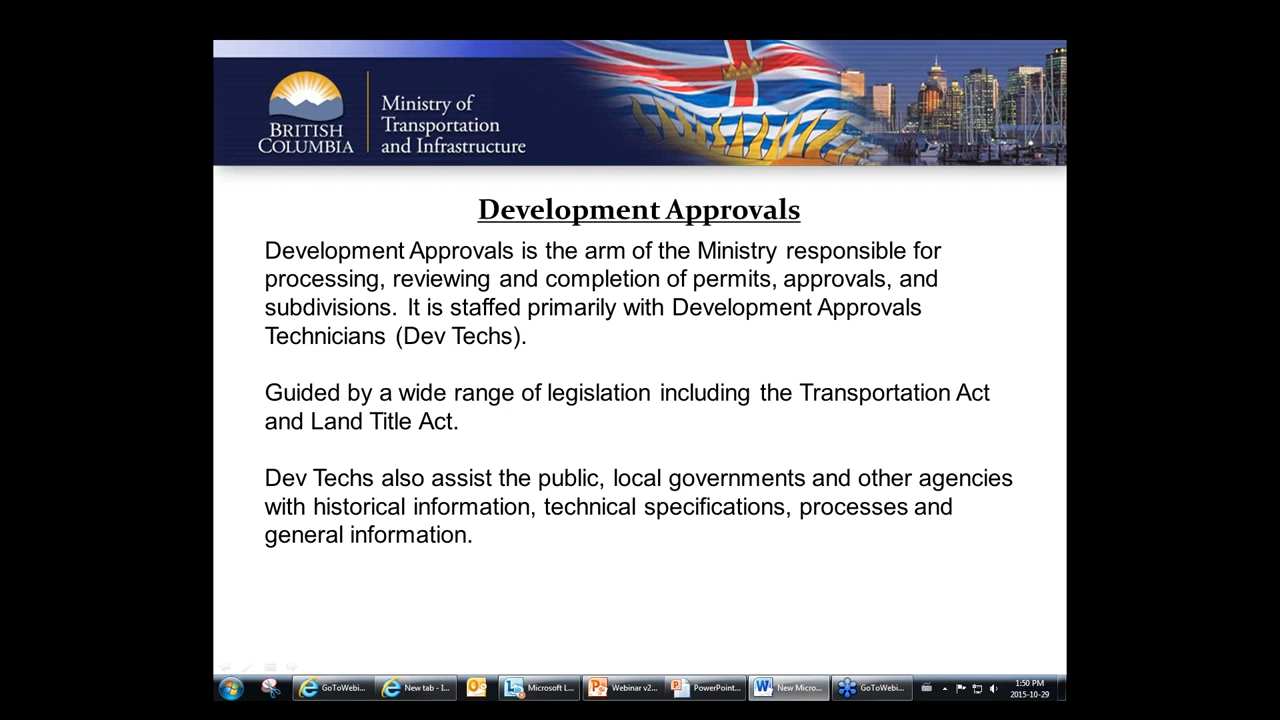 BRITISH
COLUMBIA
Ministry of
Transportation
and Infrastructure
Development Approvals
Development Approvals is the arm of the Ministry responsible for
processing, reviewing and completion of permits, approvals, and
subdivisions. It is staffed primarily with Development Approvals
Technicians (Dev Techs).
Guided by a wide range of legislation including the Transportation Act
and Land Title Act.
Dev Techs also assist the public, local governments and other agencies
with historical information, technical specifications, processes and
general information.
GoToWebi... New tab - I... Microsoft L... Webinar v2... PowerPoint... New Micro... GoToWebi... 1:50 PM
2015-10-29